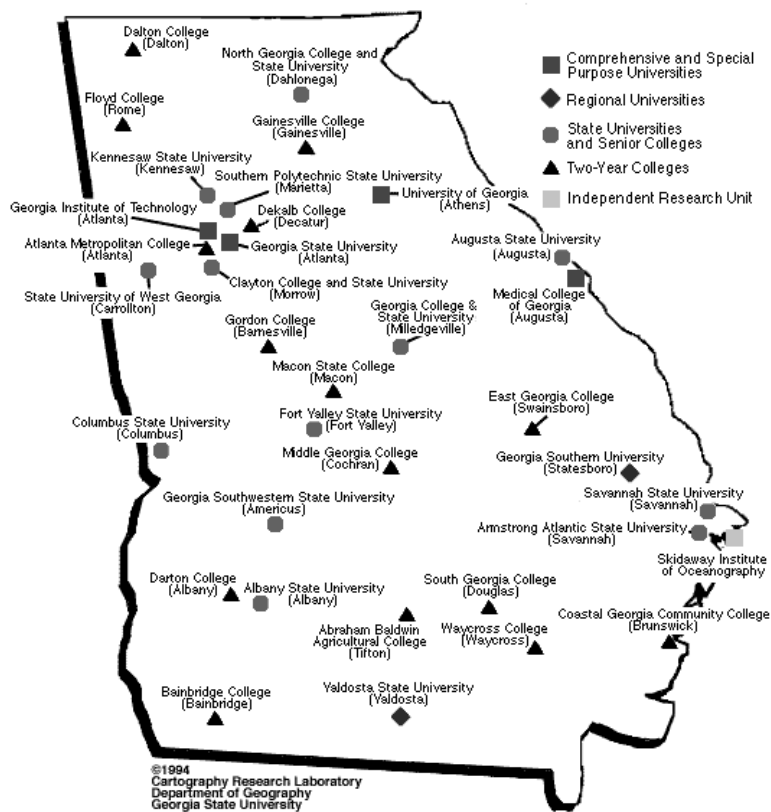 Dalton College
(Dalton)
North Georgia College and
State University
(Dahlonega)
Comprehensive and Special
Purpose Universities
Regional Universities
State Universities
and Senior Colleges
Two-Year Colleges
Independent Research Unit
Floyd College
(Rome)
Gainesville College
(Gainesville)
Kennesaw State University
(Kennesaw)
Southern Polytechnic State University
(Marietta)
University of Georgia
(Athens)
Georgia Institute of Technology
(Atlanta)
Dekalb College
(Decatur)
Atlanta Metropolitan College
(Atlanta)
Georgia State University
(Atlanta)
Augusta State University
(Augusta)
State University of West Georgia
(Carrollton)
Clayton College and State University
(Morrow)
Medical College
of Georgia
(Augusta)
Georgia College &
State University
(Milledgeville)
Gordon College
(Barnesville)
Macon State College
(Macon)
East Georgia College
(Swainsboro)
Columbus State University
(Columbus)
Fort Valley State University
(Fort Valley)
Middle Georgia College
(Cochran)
Georgia Southern University
(Statesboro)
Georgia Southwestern State University
(Americus)
Savannah State University
(Savannah)
Armstrong Atlantic State University
(Savannah)
Skidaway Institute
of Oceanography
Darton College
(Albany)
Albany State University
(Albany)
South Georgia College
(Douglas)
Abraham Baldwin
Agricultural College
(Tifton)
Waycross College
(Waycross)
Coastal Georgia Community College
(Brunswick)
Bainbridge College
(Bainbridge)
Valdosta State University
(Valdosta)
©1994
Cartography Research Laboratory
Department of Geography
Georgia State University